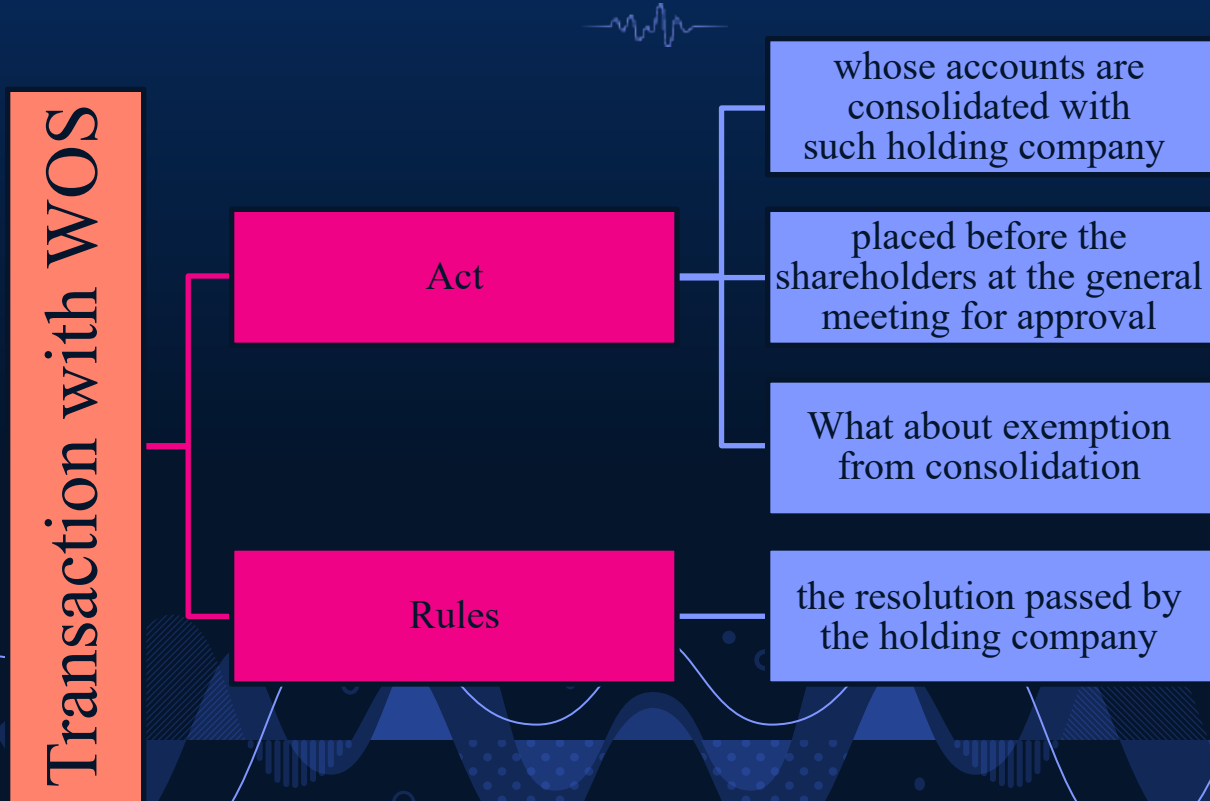 Transaction with WOS
Act
whose accounts are
consolidated with
such holding company
placed before the
shareholders at the general
meeting for approval
What about exemption
from consolidation
Rules
the resolution passed by
the holding company